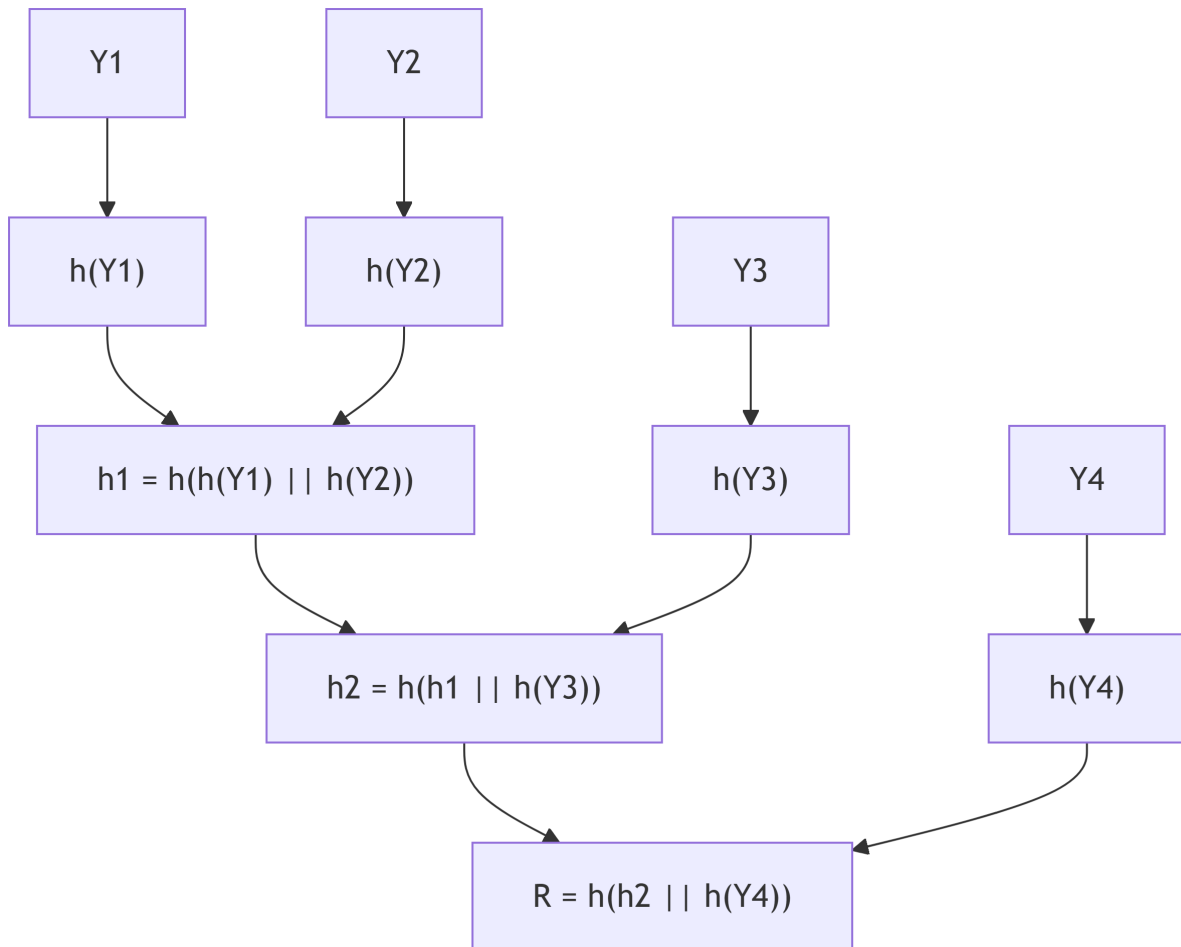 Y1
Y2
h(Y1)
h(Y2)
Y3
h1 = h(h(Y1) || h(Y2))
h(Y3)
Y4
h2 = h(h1 || h(Y3))
h(Y4)
R = h(h2 || h(Y4))